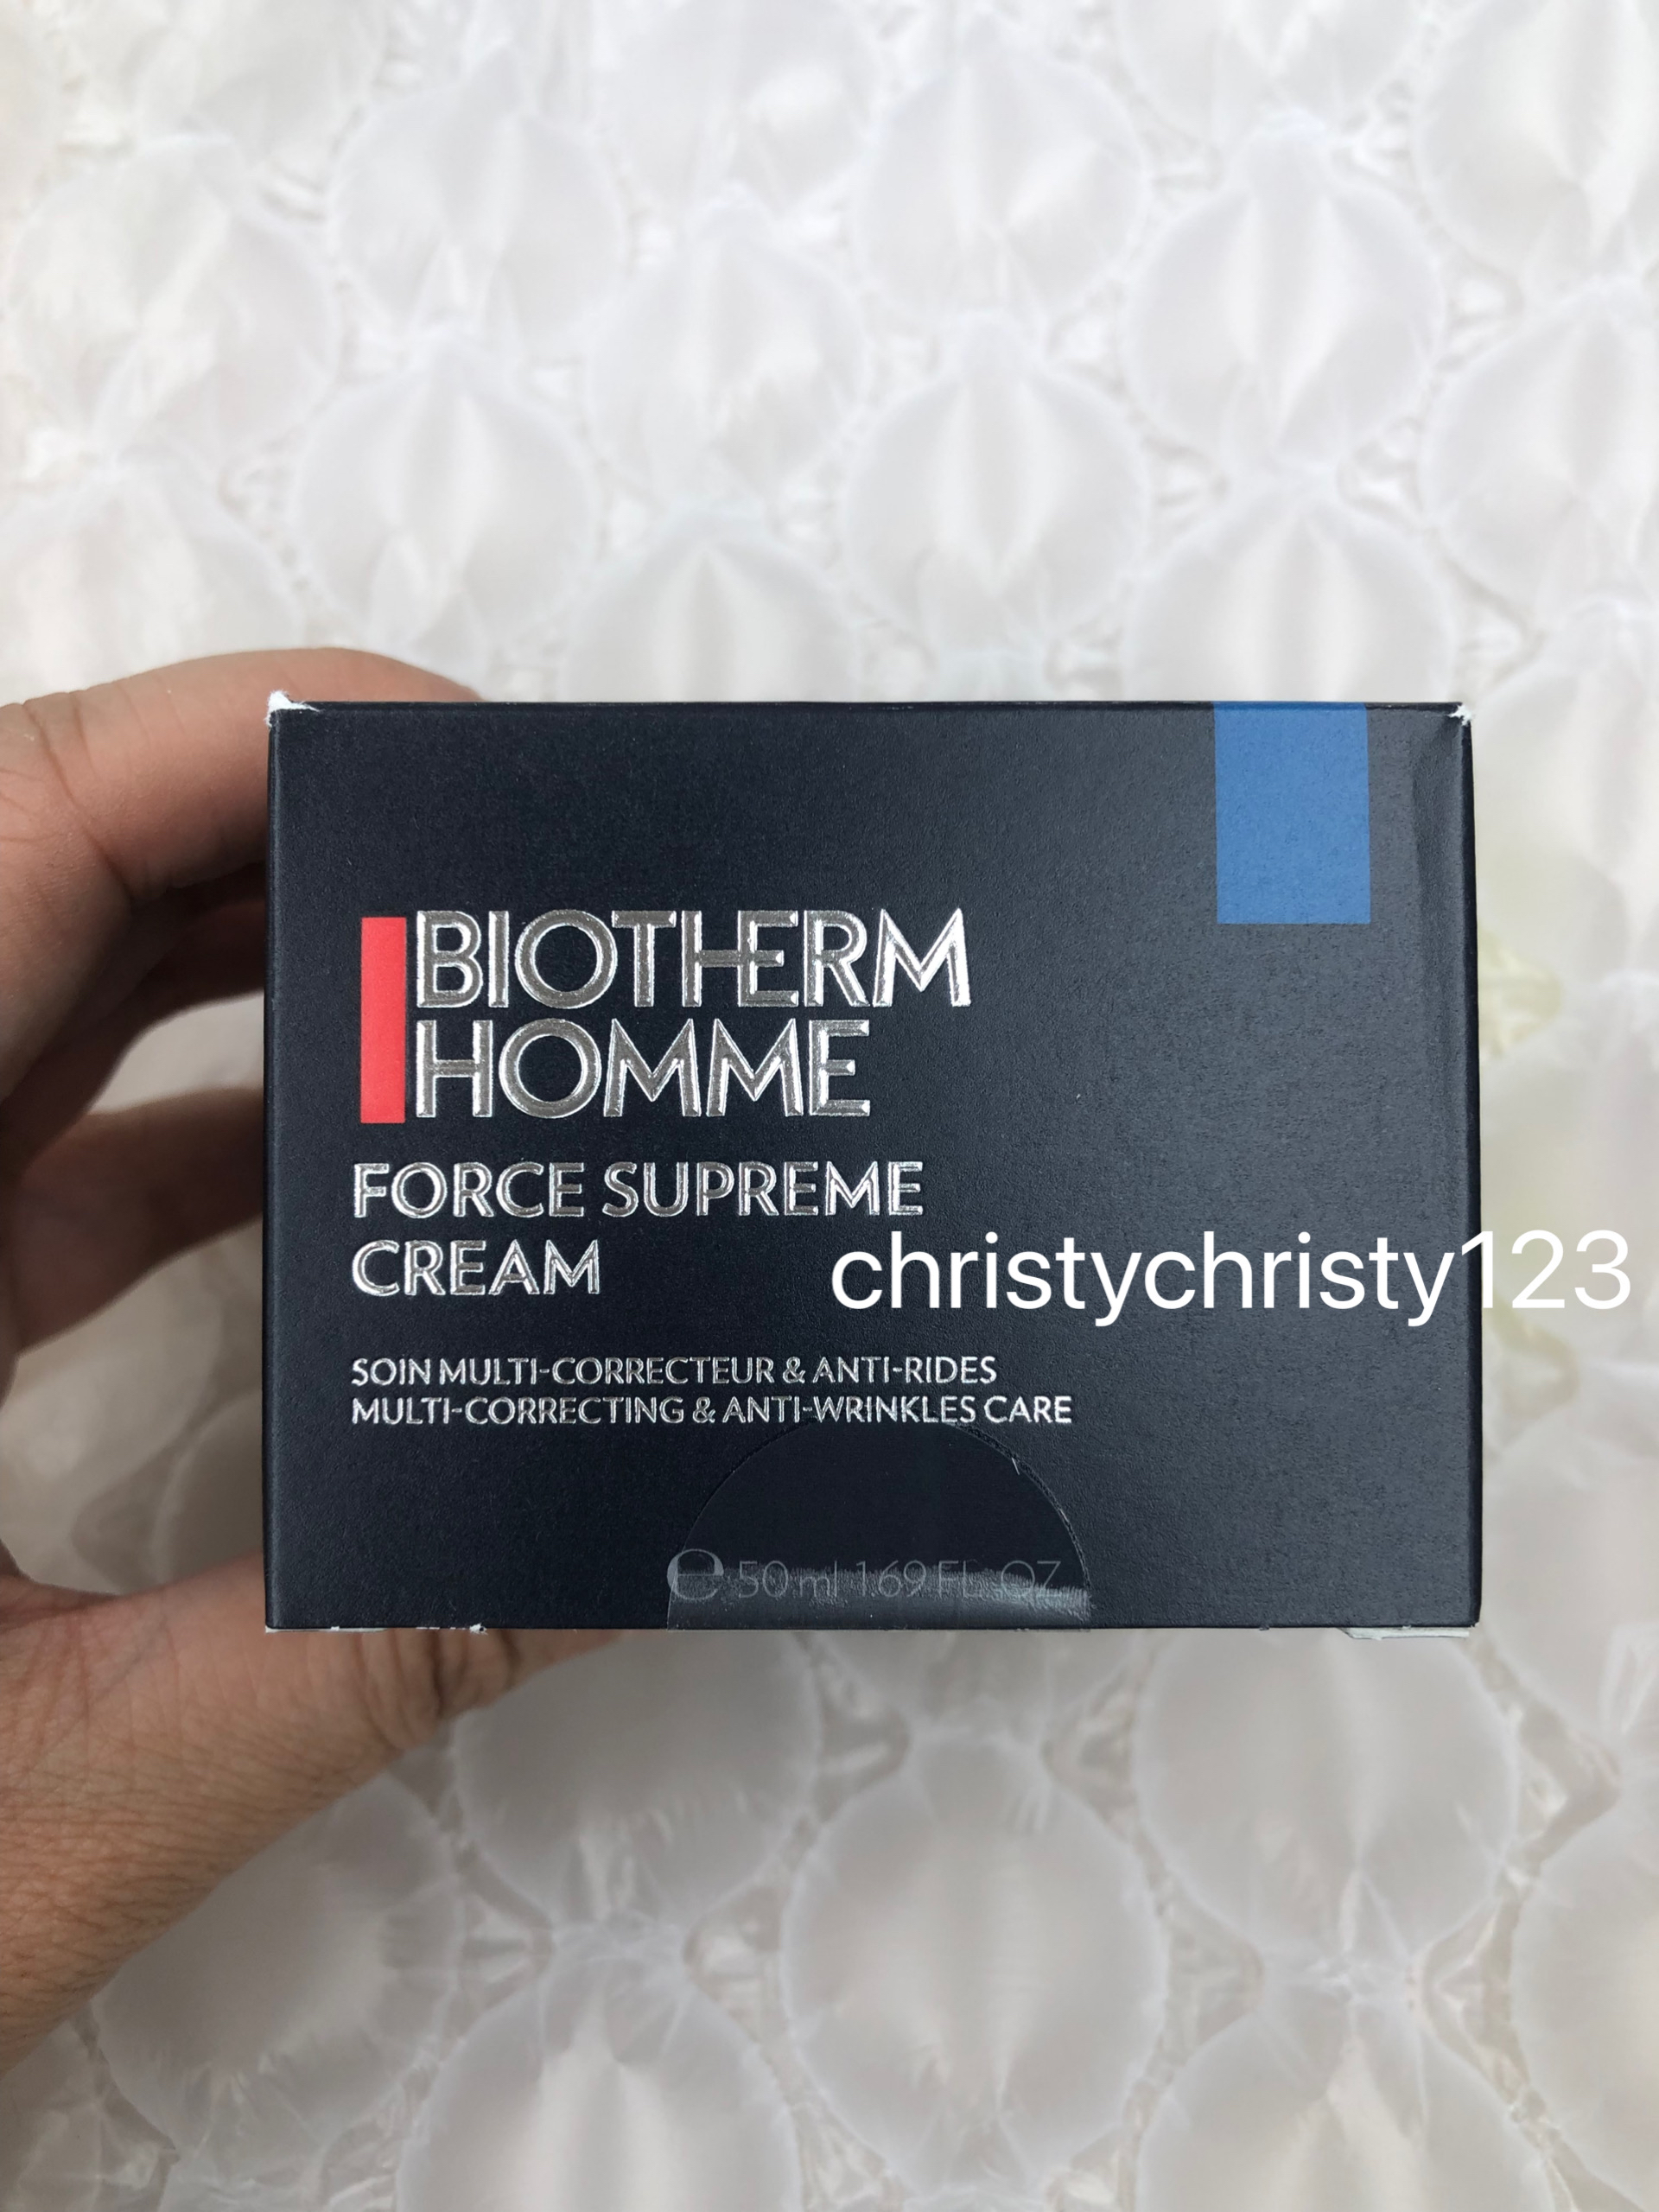 BIOTHERM
HOMME
FORCE SUPREME
CREAM
christychristy123
SOIN MULTI-CORRECTEUR & ANTI-RIDES
MULTI-CORRECTING & ANTI-WRINKLES CARE
℮ 50 ml 1.69 FL. OZ